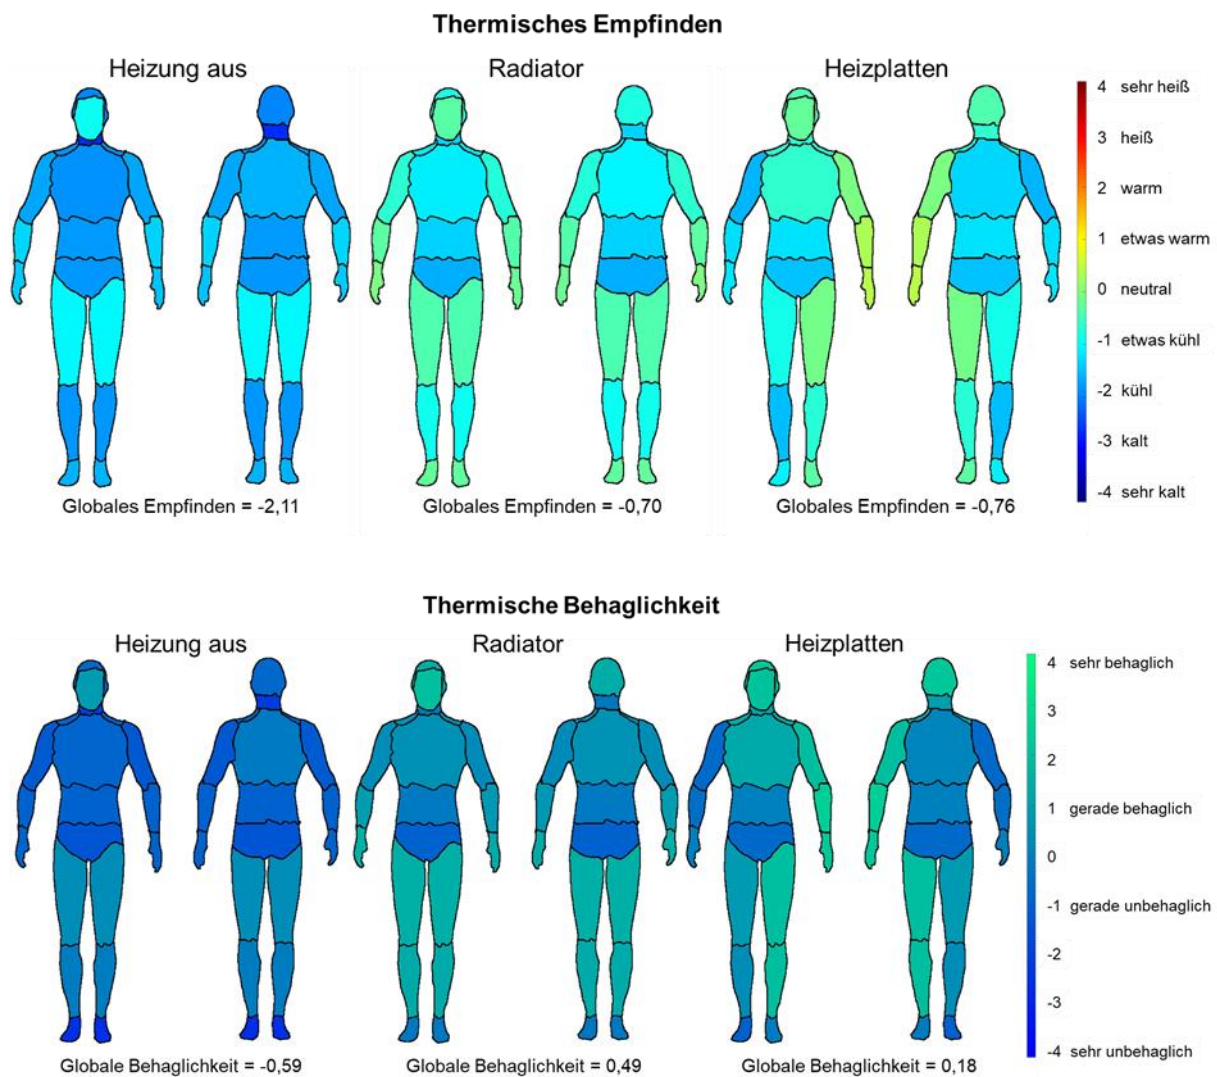 Thermisches Empfinden
Heizung aus
Radiator
Heizplatten
4 sehr heiß
3 heiß
2 warm
1 etwas warm
0 neutral
-1 etwas kühl
-2 kühl
-3 kalt
-4 sehr kalt
Globales Empfinden = -2,11
Globales Empfinden = -0,70
Globales Empfinden = -0,76
Thermische Behaglichkeit
Heizung aus
Radiator
Heizplatten
4 sehr behaglich
3
2
1 gerade behaglich
0
-1 gerade unbehaglich
-2
-3
-4 sehr unbehaglich
Globale Behaglichkeit = -0,59
Globale Behaglichkeit = 0,49
Globale Behaglichkeit = 0,18